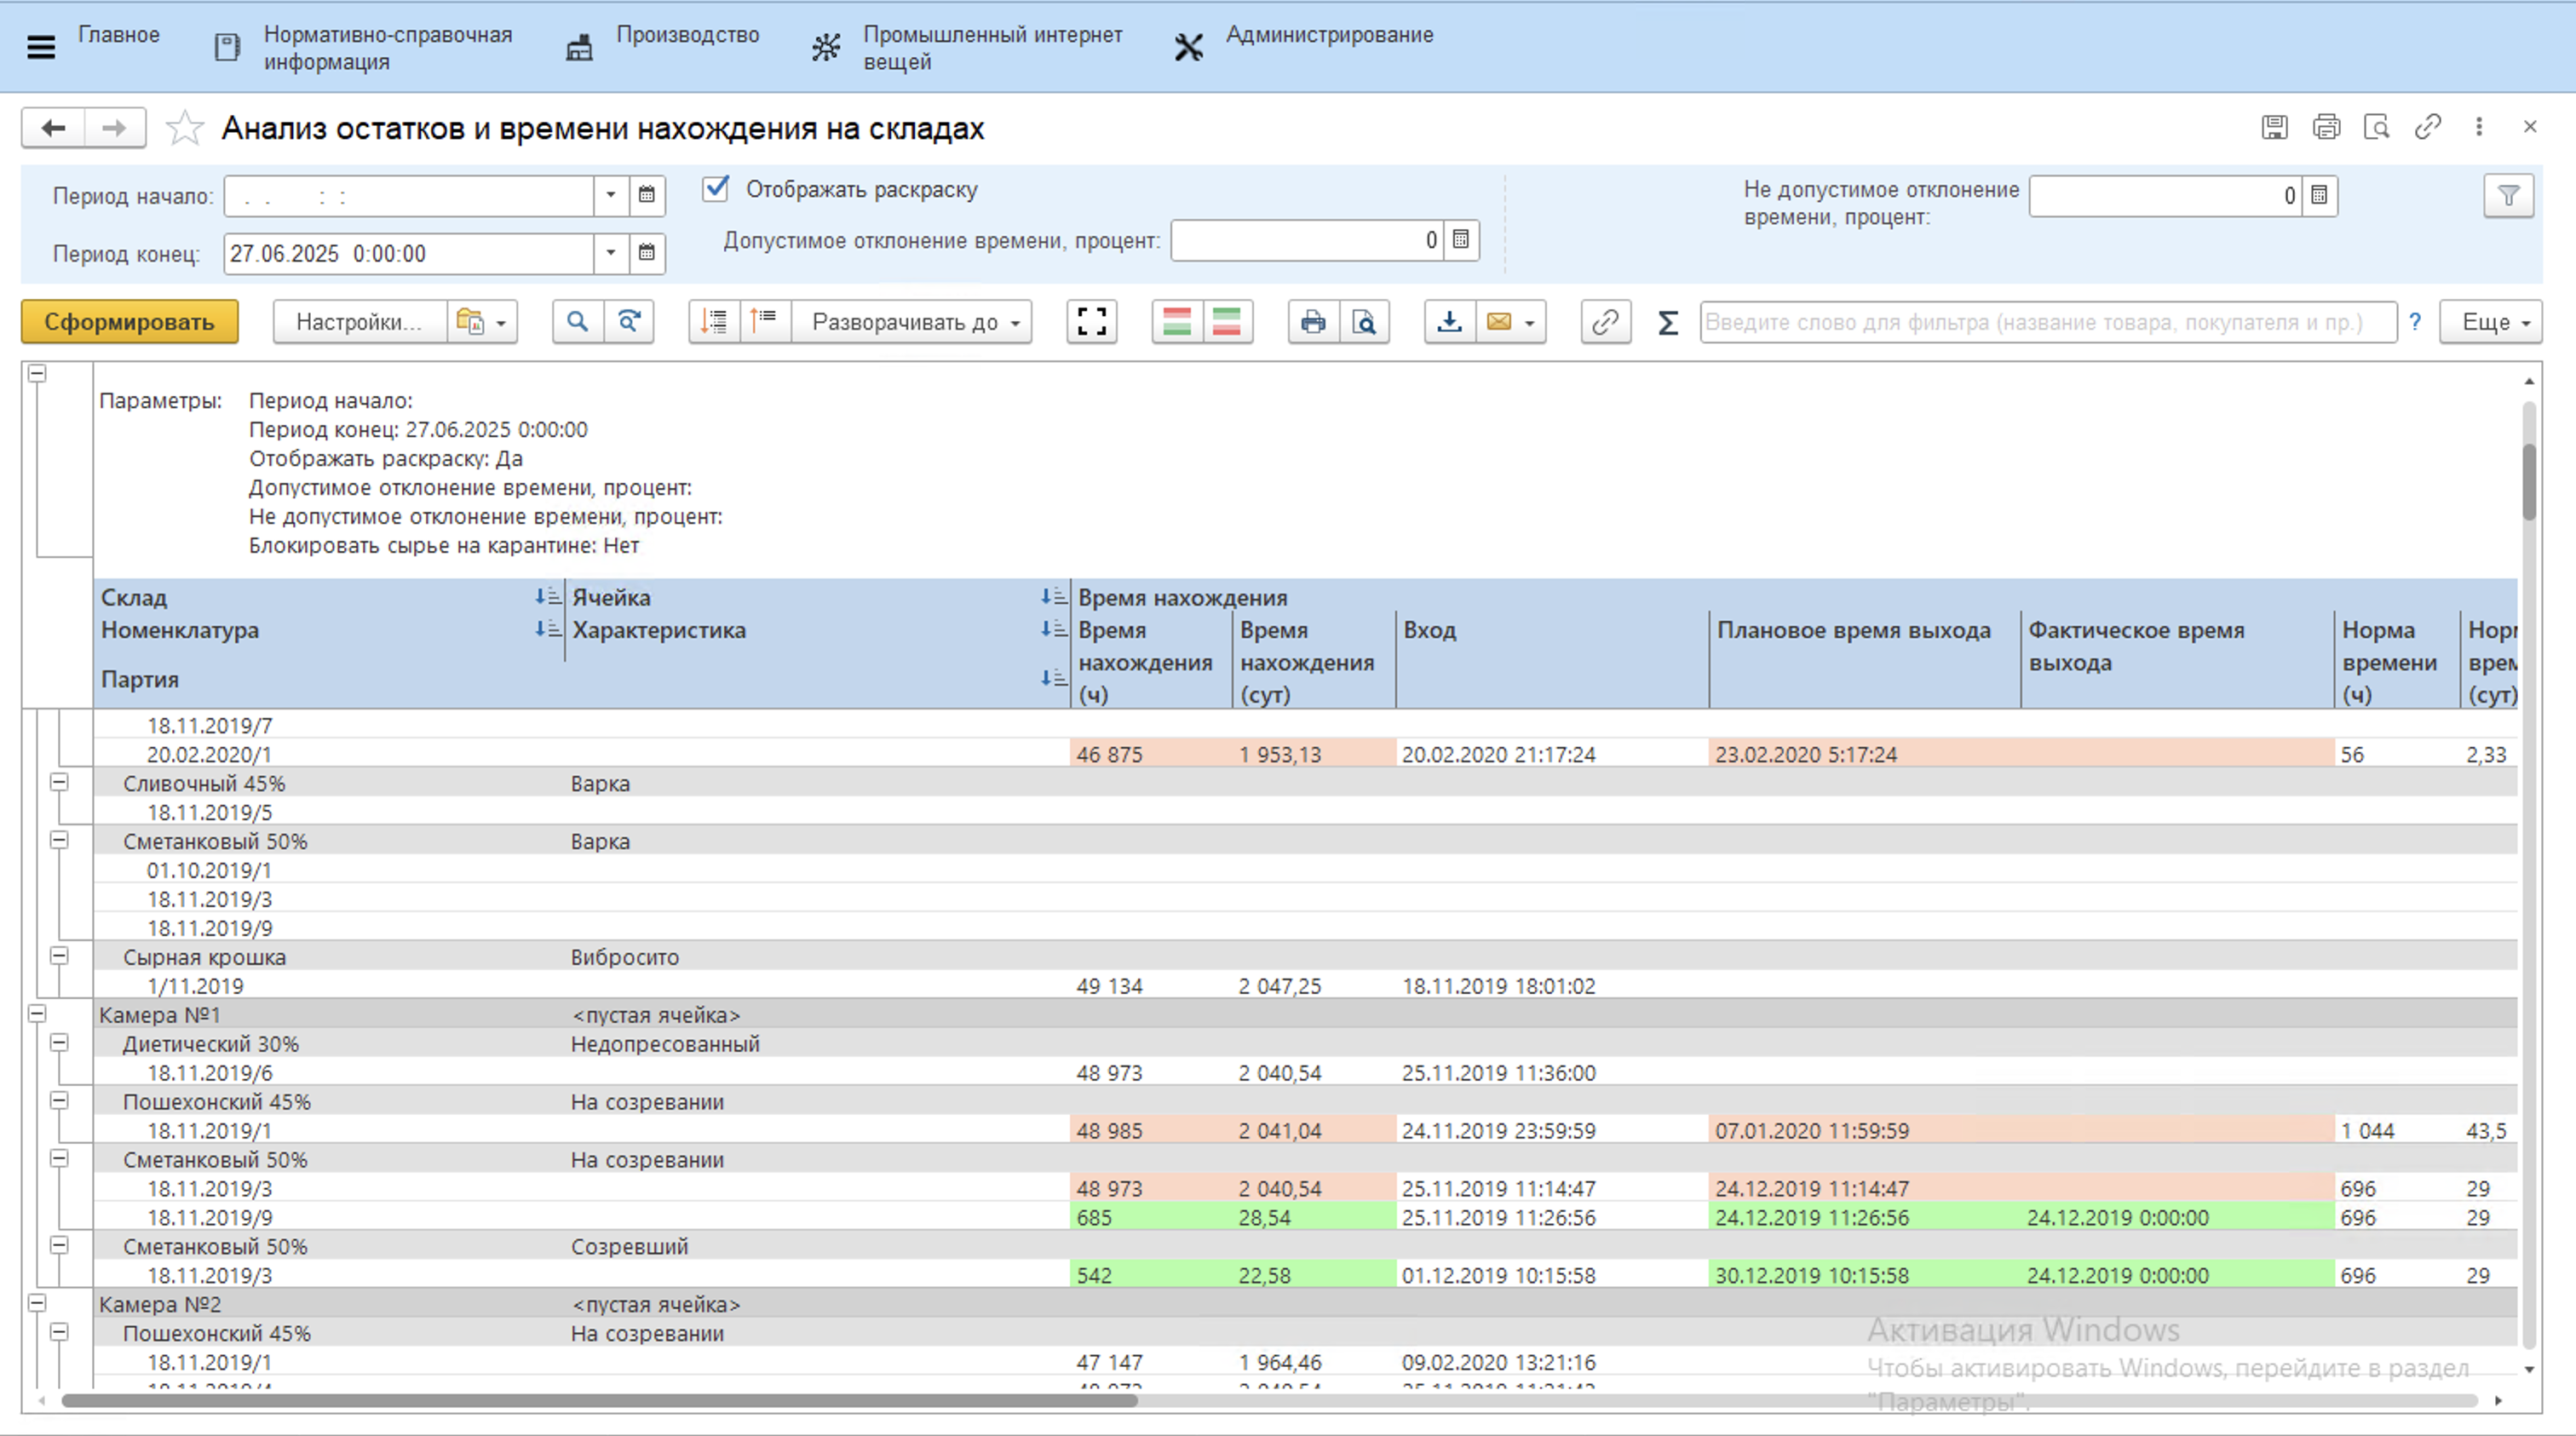 Главное
Нормативно-справочная
информация
Производство
Промышленный интернет
вещей
Администрирование
Анализ остатков и времени нахождения на складах
Период начало: . . : :
Отображать раскраску
Не допустимое отклонение
времени, процент: 0
Допустимое отклонение времени, процент: 0
Период конец: 27.06.2025 0:00:00
Сформировать Настройки... Разворачивать до Σ Введите слово для фильтра (название товара, покупателя и пр.) ? Еще
Параметры: Период начало:
Период конец: 27.06.2025 0:00:00
Отображать раскраску: Да
Допустимое отклонение времени, процент:
Не допустимое отклонение времени, процент:
Блокировать сырье на карантине: Нет
Склад Ячейка Время нахождения
Номенклатура Характеристика Время Время Вход Плановое время выхода Фактическое время Норма
нахождения нахождения выхода времени
Партия (ч) (сут) (ч) (сут)
18.11.2019/7
20.02.2020/1 46 875 1 953,13 20.02.2020 21:17:24 23.02.2020 5:17:24 56 2,33
Сливочный 45% Варка
18.11.2019/5
Сметанковый 50% Варка
01.10.2019/1
18.11.2019/3
18.11.2019/9
Сырная крошка Вибросито
1/11.2019 49 134 2 047,25 18.11.2019 18:01:02
Камера №1 <пустая ячейка>
Диетический 30% Недопресованный
18.11.2019/6 48 973 2 040,54 25.11.2019 11:36:00
Пошехонский 45% На созревании
18.11.2019/1 48 985 2 041,04 24.11.2019 23:59:59 07.01.2020 11:59:59 1 044 43,5
Сметанковый 50% На созревании
18.11.2019/3 48 973 2 040,54 25.11.2019 11:14:47 24.12.2019 11:14:47 696 29
18.11.2019/9 685 28,54 25.11.2019 11:26:56 24.12.2019 11:26:56 24.12.2019 0:00:00 696 29
Сметанковый 50% Созревший
18.11.2019/3 542 22,58 01.12.2019 10:15:58 30.12.2019 10:15:58 24.12.2019 0:00:00 696 29
Камера №2 <пустая ячейка>
Пошехонский 45% На созревании
18.11.2019/1 47 147 1 964,46 09.02.2020 13:21:16
Активация Windows
Чтобы активировать Windows, перейдите в раздел
"Параметры".